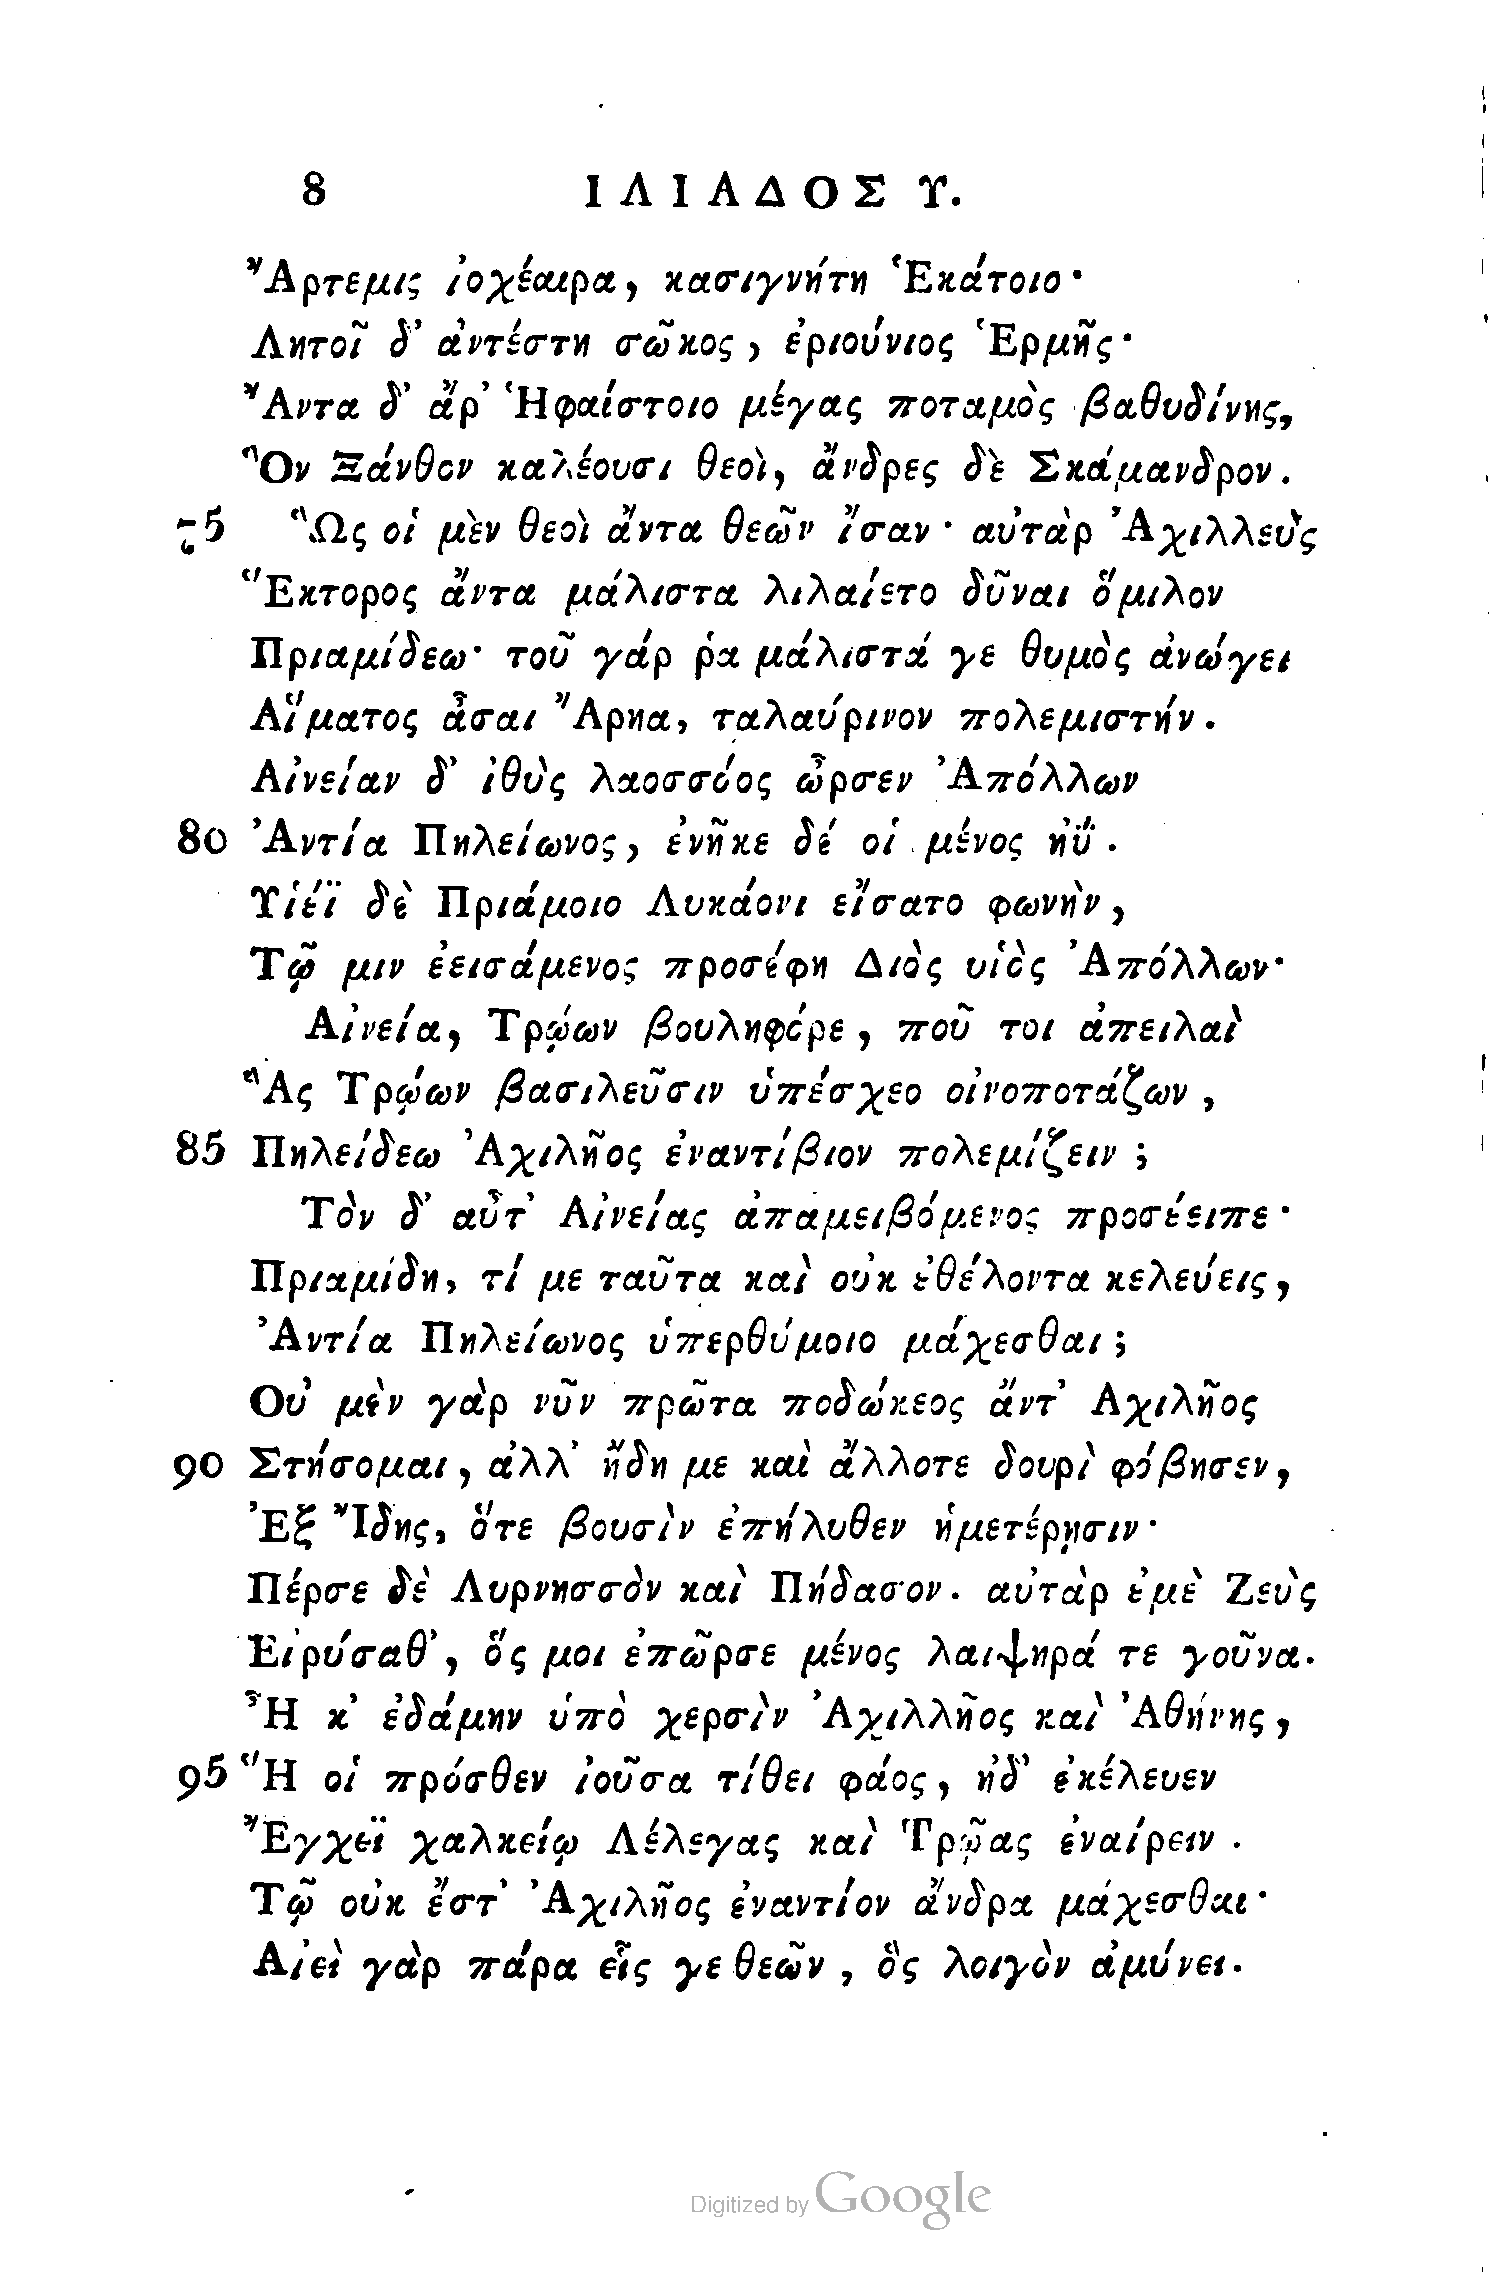 8 ΙΛΙΑΔΟΣ Υ.
Ἄρτεμις ἰοχέαιρα, κασιγνήτη Ἑκάτοιο·
Λητοῖ δ' ἀντέστη σῶκος, ἐριούνιος Ἑρμῆς·
Ἄντα δ' ἄρ' Ἡφαίστοιο μέγας ποταμὸς βαθυδίνης,
Ὃν Ξάνθον καλέουσι θεοὶ, ἄνδρες δὲ Σκάμανδρον.
75 Ὣς οἱ μὲν θεοὶ ἄντα θεῶν ἴσαν· αὐτὰρ Ἀχιλλεὺς
Ἕκτορος ἄντα μάλιστα λιλαίετο δῦναι ὅμιλον
Πριαμίδεω· τοῦ γάρ ῥα μάλιστά γε θυμὸς ἀνώγει
Αἵματος ἆσαι Ἄρηα, ταλαύρινον πολεμιστήν.
Αἰνείαν δ' ἰθὺς λαοσσόος ὦρσεν Ἀπόλλων
80 Ἀντία Πηλείωνος, ἐνῆκε δέ οἱ μένος ἠΰ.
Υἱέϊ δὲ Πριάμοιο Λυκάονι εἴσατο φωνὴν,
Τῷ μιν ἐεισάμενος προσέφη Διὸς υἱὸς Ἀπόλλων·
Αἰνεία, Τρώων βουληφόρε, ποῦ τοι ἀπειλαὶ
Ἃς Τρῴων βασιλεῦσιν ὑπέσχεο οἰνοποτάζων,
85 Πηλείδεω Ἀχιλῆος ἐναντίβιον πολεμίζειν;
Τὸν δ' αὖτ' Αἰνείας ἀπαμειβόμενος προσέειπε·
Πριαμίδη, τί με ταῦτα καὶ οὐκ ἐθέλοντα κελεύεις,
Ἀντία Πηλείωνος ὑπερθύμοιο μάχεσθαι;
Οὐ μὲν γὰρ νῦν πρῶτα ποδώκεος ἄντ' Αχιλῆος
90 Στήσομαι, ἀλλ' ἤδη με καὶ ἄλλοτε δουρὶ φόβησεν,
Ἐξ Ἴδης, ὅτε βουσὶν ἐπήλυθεν ἡμετέρῃσιν·
Πέρσε δὲ Λυρνησσὸν καὶ Πήδασον. αὐτὰρ ἐμὲ Ζεὺς
Εἰρύσαθ', ὅς μοι ἐπῶρσε μένος λαιψηρά τε γοῦνα.
Ἦ κ' ἐδάμην ὑπὸ χερσὶν Ἀχιλλῆος καὶ Ἀθήνης,
95 Ἥ οἱ πρόσθεν ἰοῦσα τίθει φάος, ἠδ' ἐκέλευεν
Ἔγχεϊ χαλκείῳ Λέλεγας καὶ Τρῷας ἐναίρειν.
Τῷ οὐκ ἔστ' Ἀχιλῆος ἐναντίον ἄνδρα μάχεσθαι·
Αἰεὶ γὰρ πάρα εἷς γε θεῶν, ὃς λοιγὸν ἀμύνει.
Digitized by Google